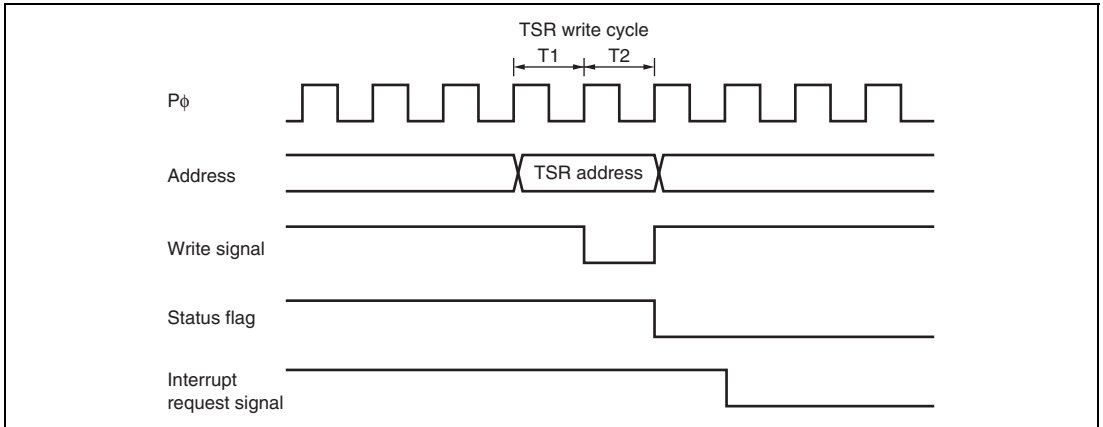 TSR write cycle
T1 T2
Pϕ
Address
TSR address
Write signal
Status flag
Interrupt
request signal